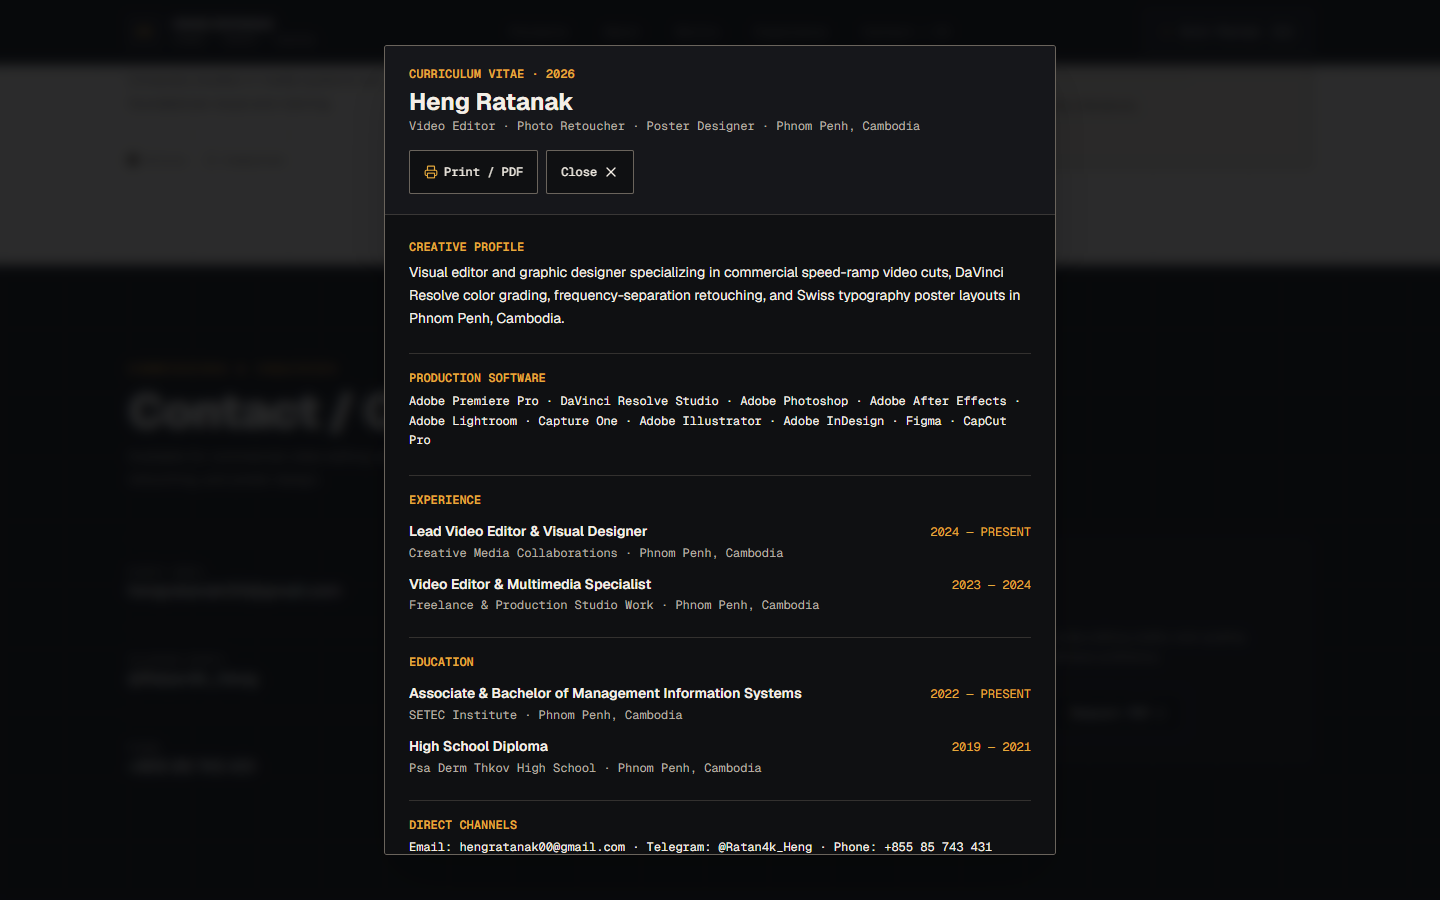 CURRICULUM VITAE · 2026
Heng Ratanak
Video Editor · Photo Retoucher · Poster Designer · Phnom Penh, Cambodia
Print / PDF
Close
CREATIVE PROFILE
Visual editor and graphic designer specializing in commercial speed-ramp video cuts, DaVinci
Resolve color grading, frequency-separation retouching, and Swiss typography poster layouts in
Phnom Penh, Cambodia.
PRODUCTION SOFTWARE
Adobe Premiere Pro · DaVinci Resolve Studio · Adobe Photoshop · Adobe After Effects ·
Adobe Lightroom · Capture One · Adobe Illustrator · Adobe InDesign · Figma · CapCut
Pro
EXPERIENCE
Lead Video Editor & Visual Designer 2024 — PRESENT
Creative Media Collaborations · Phnom Penh, Cambodia
Video Editor & Multimedia Specialist 2023 — 2024
Freelance & Production Studio Work · Phnom Penh, Cambodia
EDUCATION
Associate & Bachelor of Management Information Systems 2022 — PRESENT
SETEC Institute · Phnom Penh, Cambodia
High School Diploma 2019 — 2021
Psa Derm Thkov High School · Phnom Penh, Cambodia
DIRECT CHANNELS
Email: hengratanak00@gmail.com · Telegram: @Ratan4k_Heng · Phone: +855 85 743 431
Contact / C